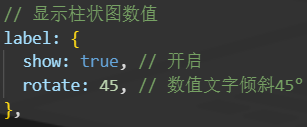 // 显示柱状图数值
label: {
  show: true, // 开启
  rotate: 45, // 数值文字倾斜45°
},